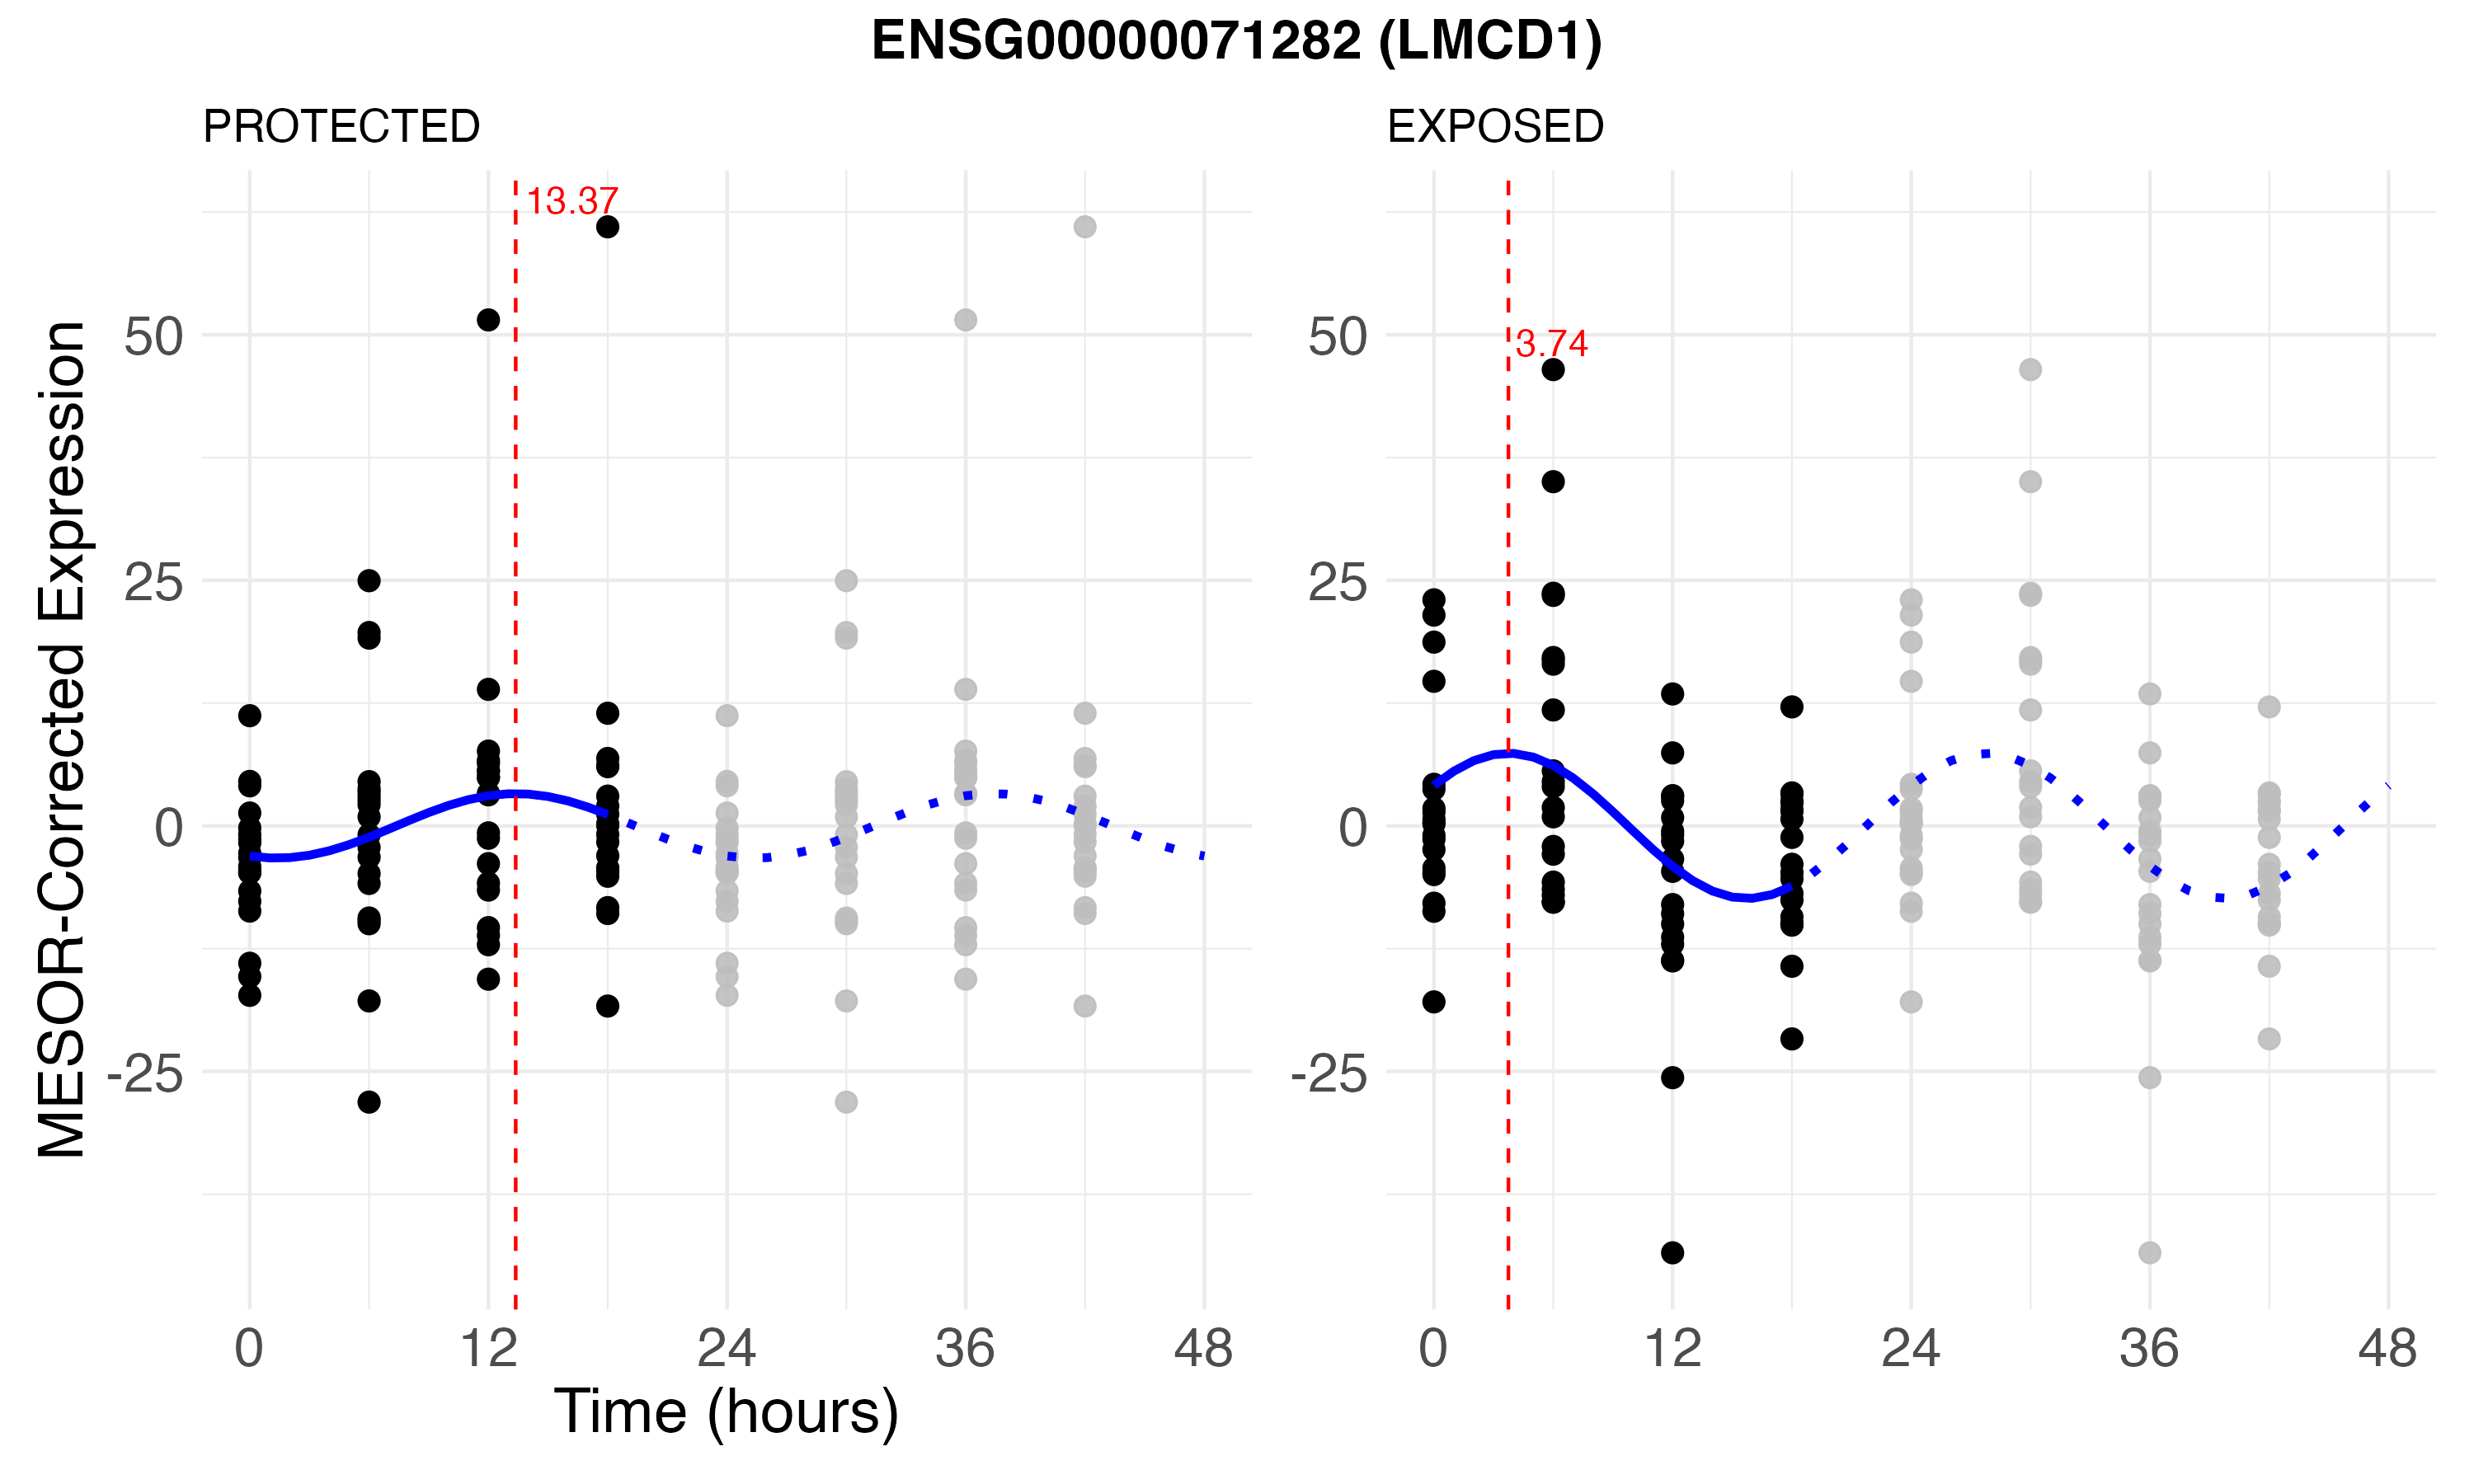 ENSG00000071282 (LMCD1)
PROTECTED
EXPOSED
MESOR-Corrected Expression
50
25
0
-25
13.37
0 12 24 36 48
50
25
0
-25
3.74
0 12 24 36 48
Time (hours)